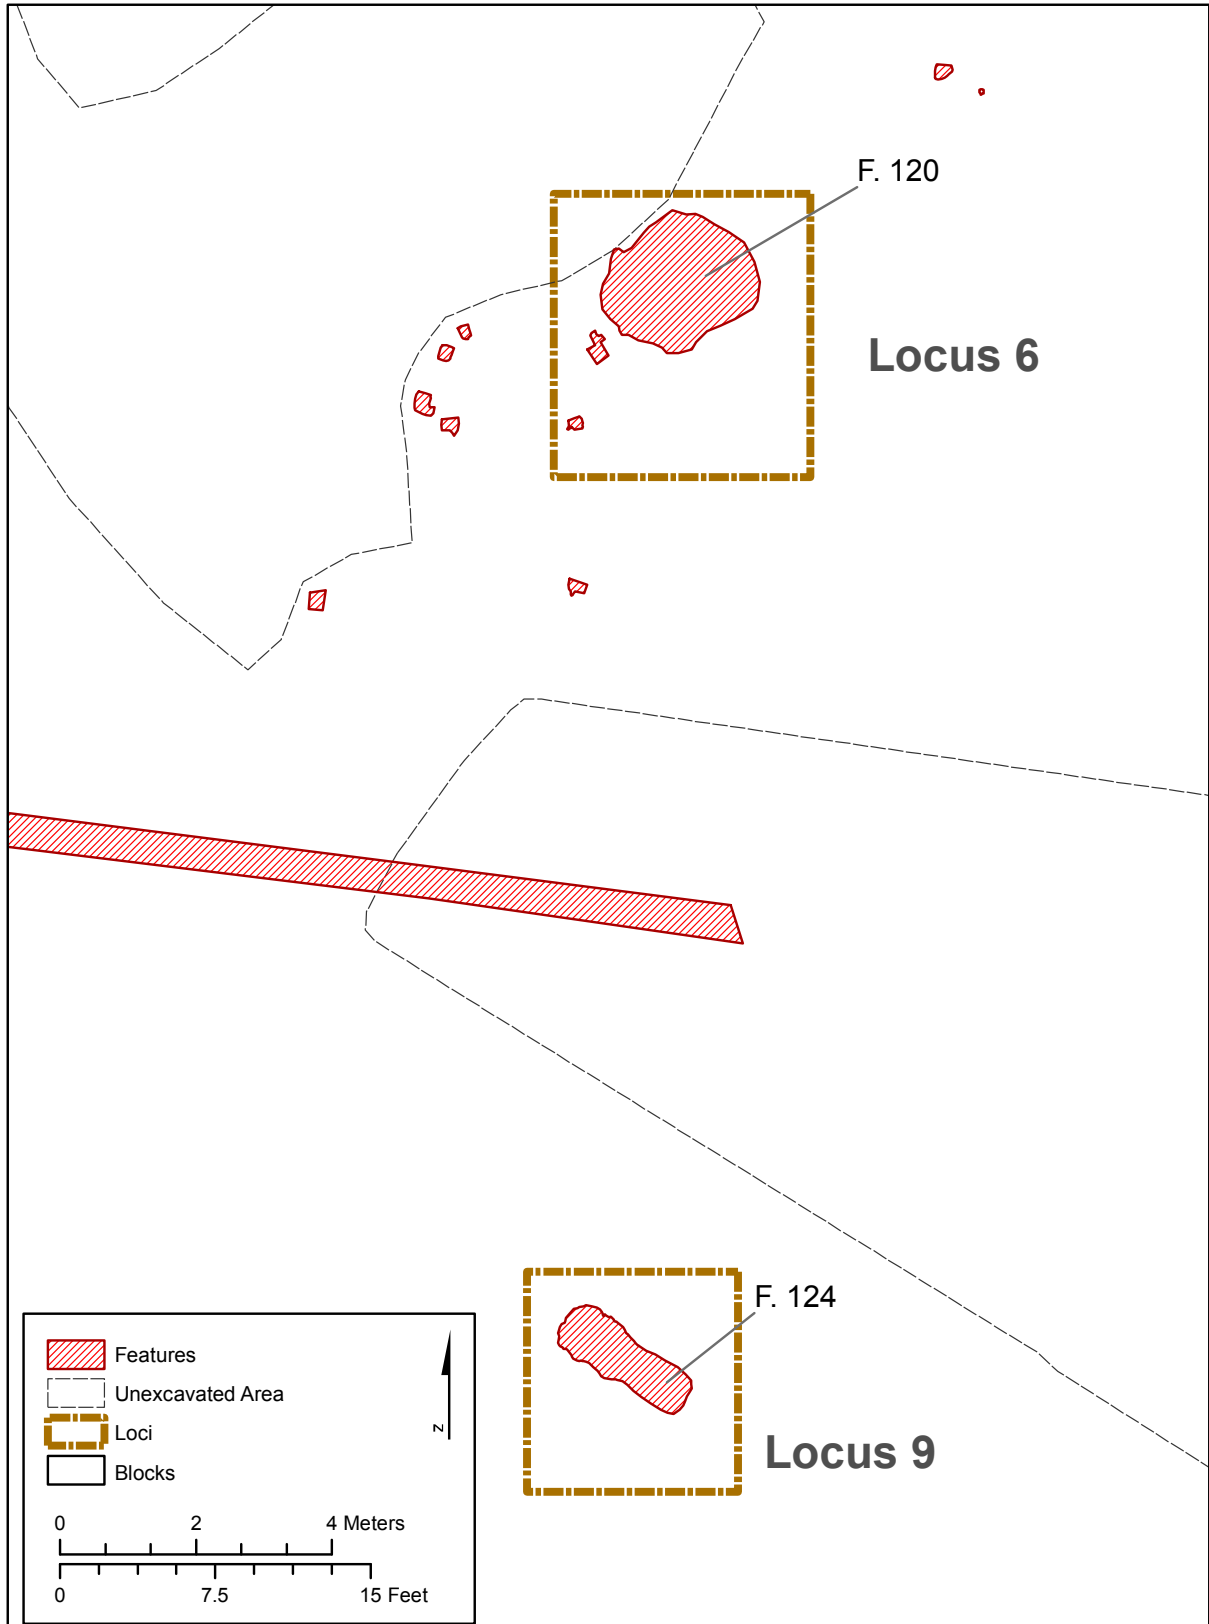 F. 120
Locus 6
F. 124
Locus 9
Features
Unexcavated Area
Loci
Blocks
N
0 2 4 Meters
0 7.5 15 Feet